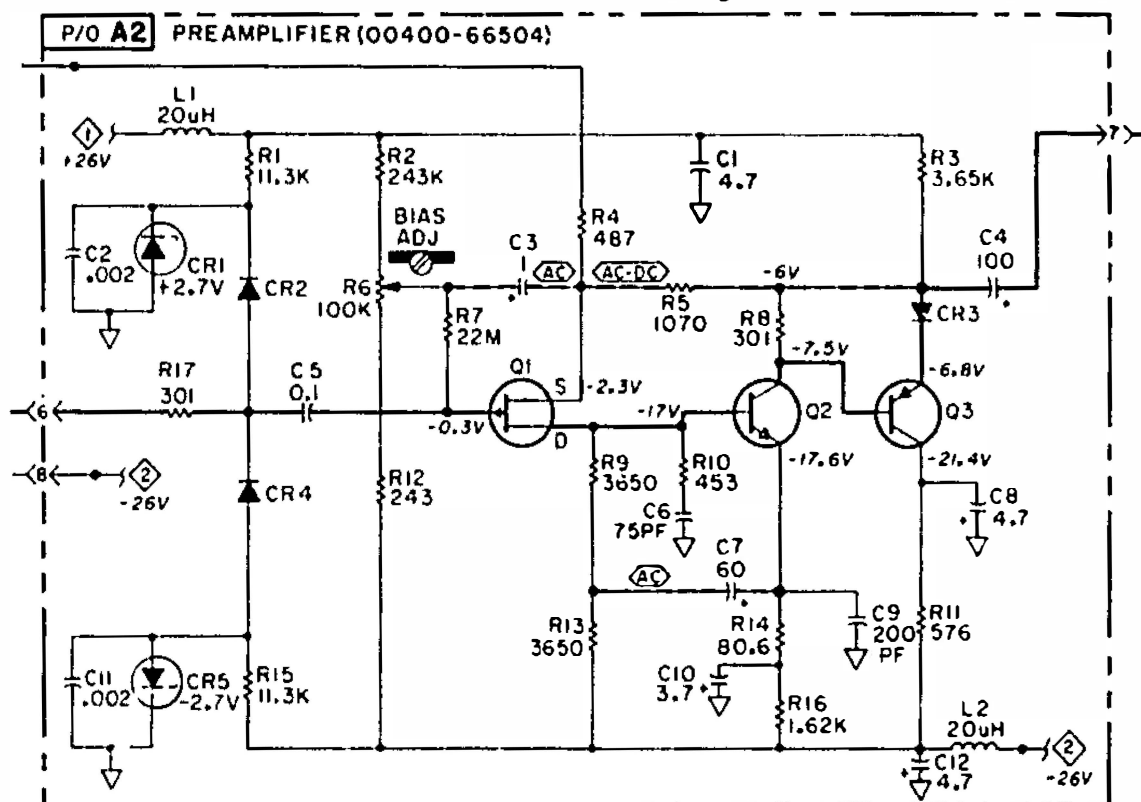 P/O A2 PREAMPLIFIER (00400-66504)
L1
20uH
1
+26V
R1
11.3K
R2
243K
C1
4.7
R3
3.65K
7
C2
.002
CR1
+2.7V
CR2
BIAS
ADJ
R6
100K
C3
1
AC
R4
487
AC-DC
R5
1070
-6V
C4
100
CR3
R7
22M
R8
301
-7.5V
R17
301
C5
0.1
Q1
S
D
-2.3V
-0.3V
-17V
Q2
-6.8V
Q3
6
8
2
-26V
CR4
R12
243
R9
3650
R10
453
C6
75PF
-17.6V
-21.4V
C8
4.7
AC
C7
60
R13
3650
R14
80.6
C9
200
PF
R11
576
C11
.002
CR5
-2.7V
R15
11.3K
C10
3.7
R16
1.62K
L2
20uH
2
-26V
C12
4.7